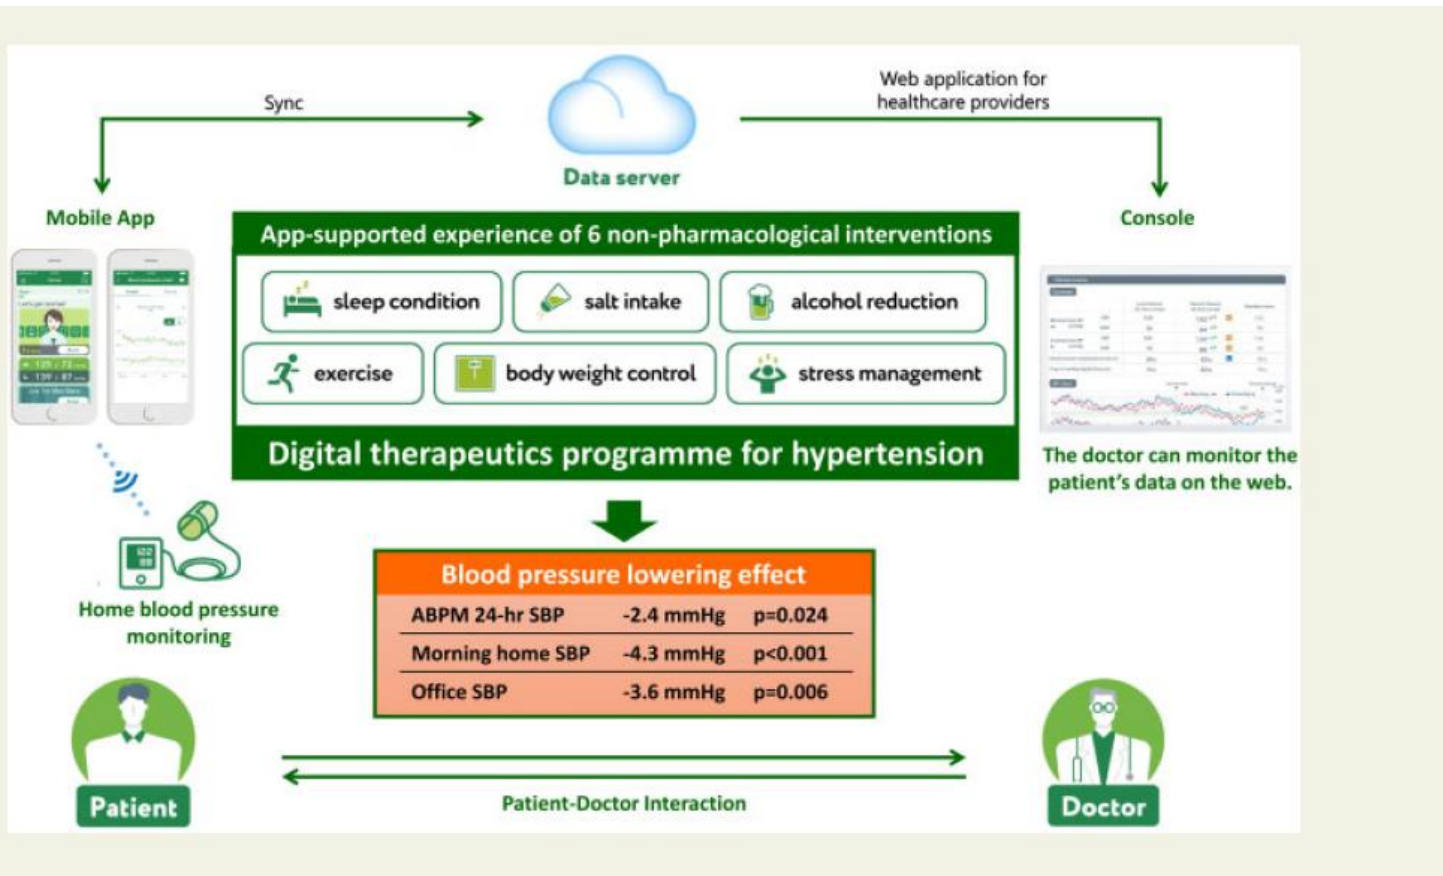 Sync
Web application for
healthcare providers
Data server
Mobile App
Console
App-supported experience of 6 non-pharmacological interventions
sleep condition
salt intake
alcohol reduction
exercise
body weight control
stress management
Digital therapeutics programme for hypertension
The doctor can monitor the
patient's data on the web.
Home blood pressure
monitoring
Blood pressure lowering effect
ABPM 24-hr SBP -2.4 mmHg p=0.024
Morning home SBP -4.3 mmHg p<0.001
Office SBP -3.6 mmHg p=0.006
Patient
Patient-Doctor Interaction
Doctor